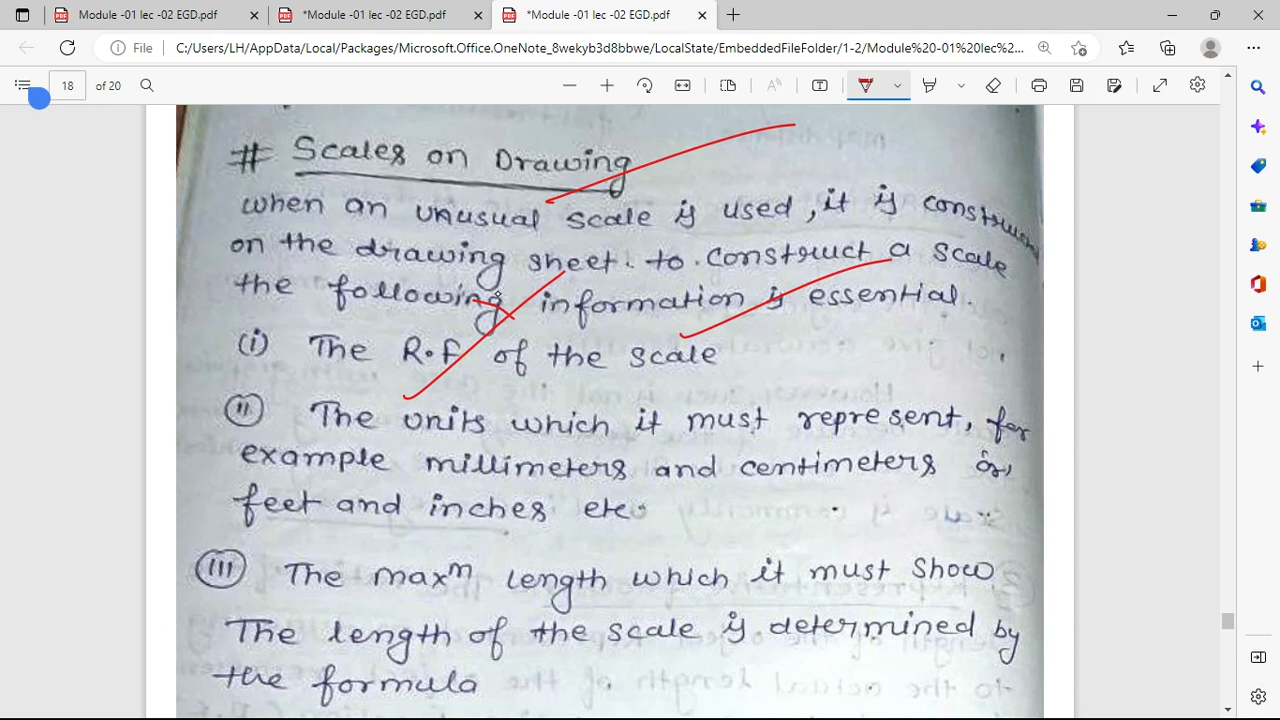 Module -01 lec -02 EGD.pdf
*Module -01 lec -02 EGD.pdf
*Module -01 lec -02 EGD.pdf
File
C:/Users/LH/AppData/Local/Packages/Microsoft.Office.OneNote_8wekyb3d8bbwe/LocalState/EmbeddedFileFolder/1-2/Module%20-01%20lec%2...
18 of 20
# Scales on Drawing
when an unusual scale is used, it is construct
on the drawing sheet. to construct a scale
the following information is essential.
(i) The R.F of the scale
(ii) The units which it must represent, for
example millimeters and centimeters or,
feet and inches etc.
(iii) The maxm length which it must show
The length of the scale is determined by
the formula